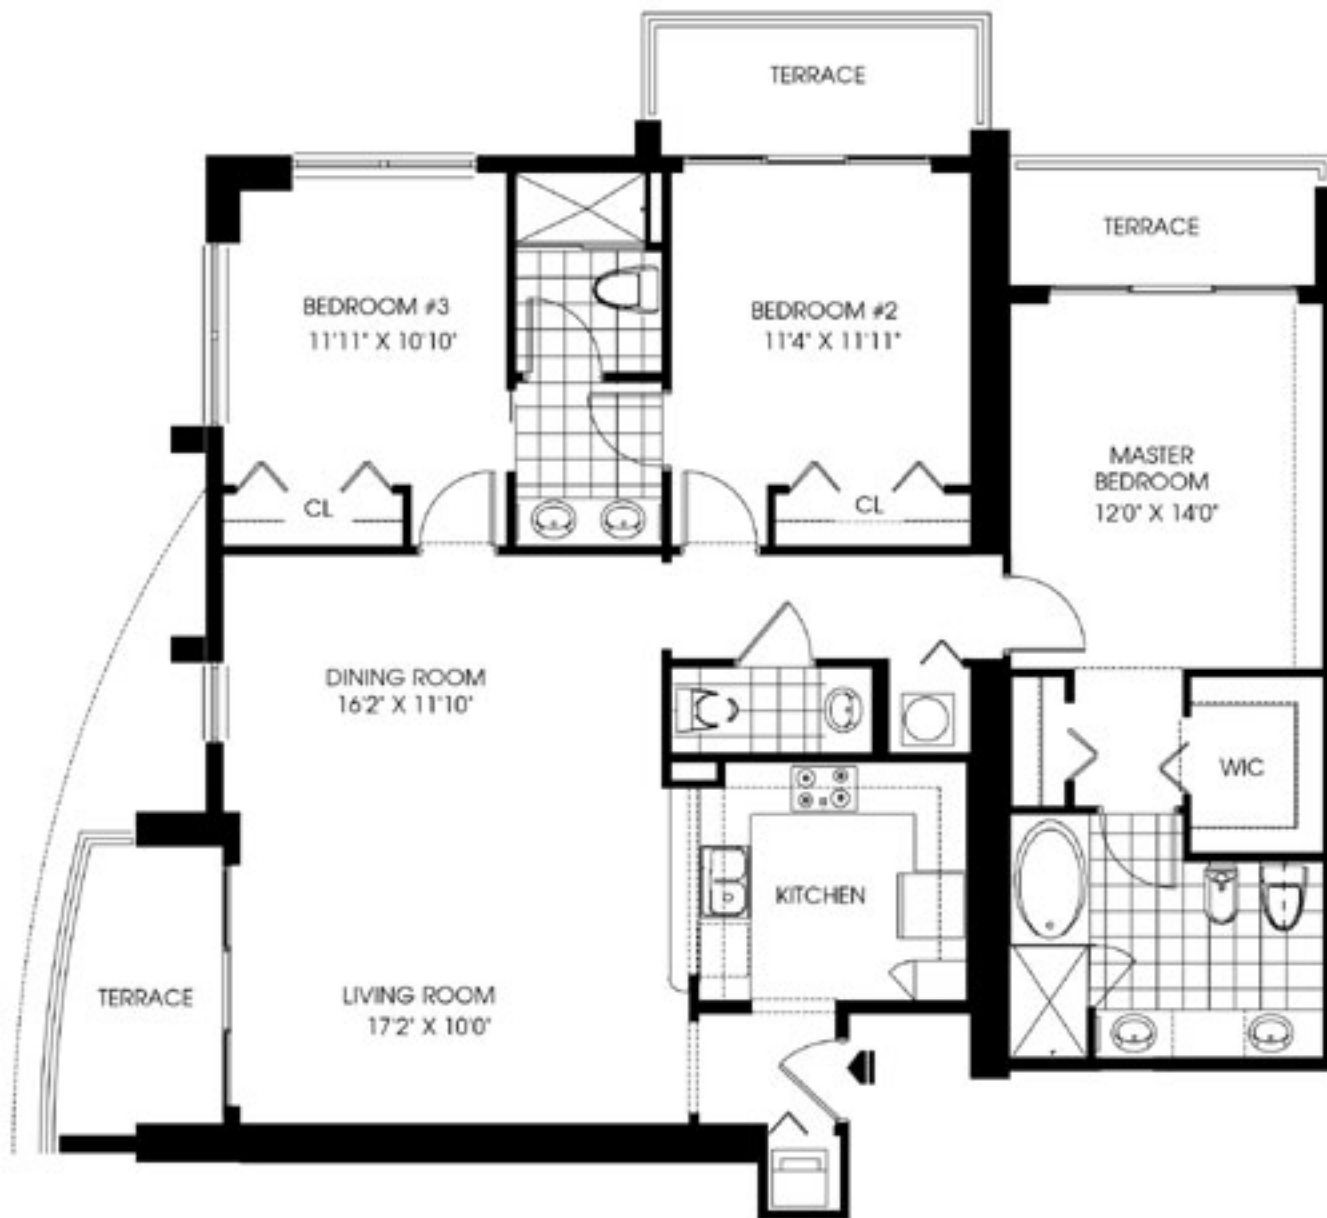 TERRACE
TERRACE
BEDROOM #3
11'11" X 10'10"
BEDROOM #2
11'4" X 11'11"
MASTER
BEDROOM
12'0" X 14'0"
CL
CL
DINING ROOM
16'2" X 11'10"
WIC
KITCHEN
TERRACE
LIVING ROOM
17'2" X 10'0"